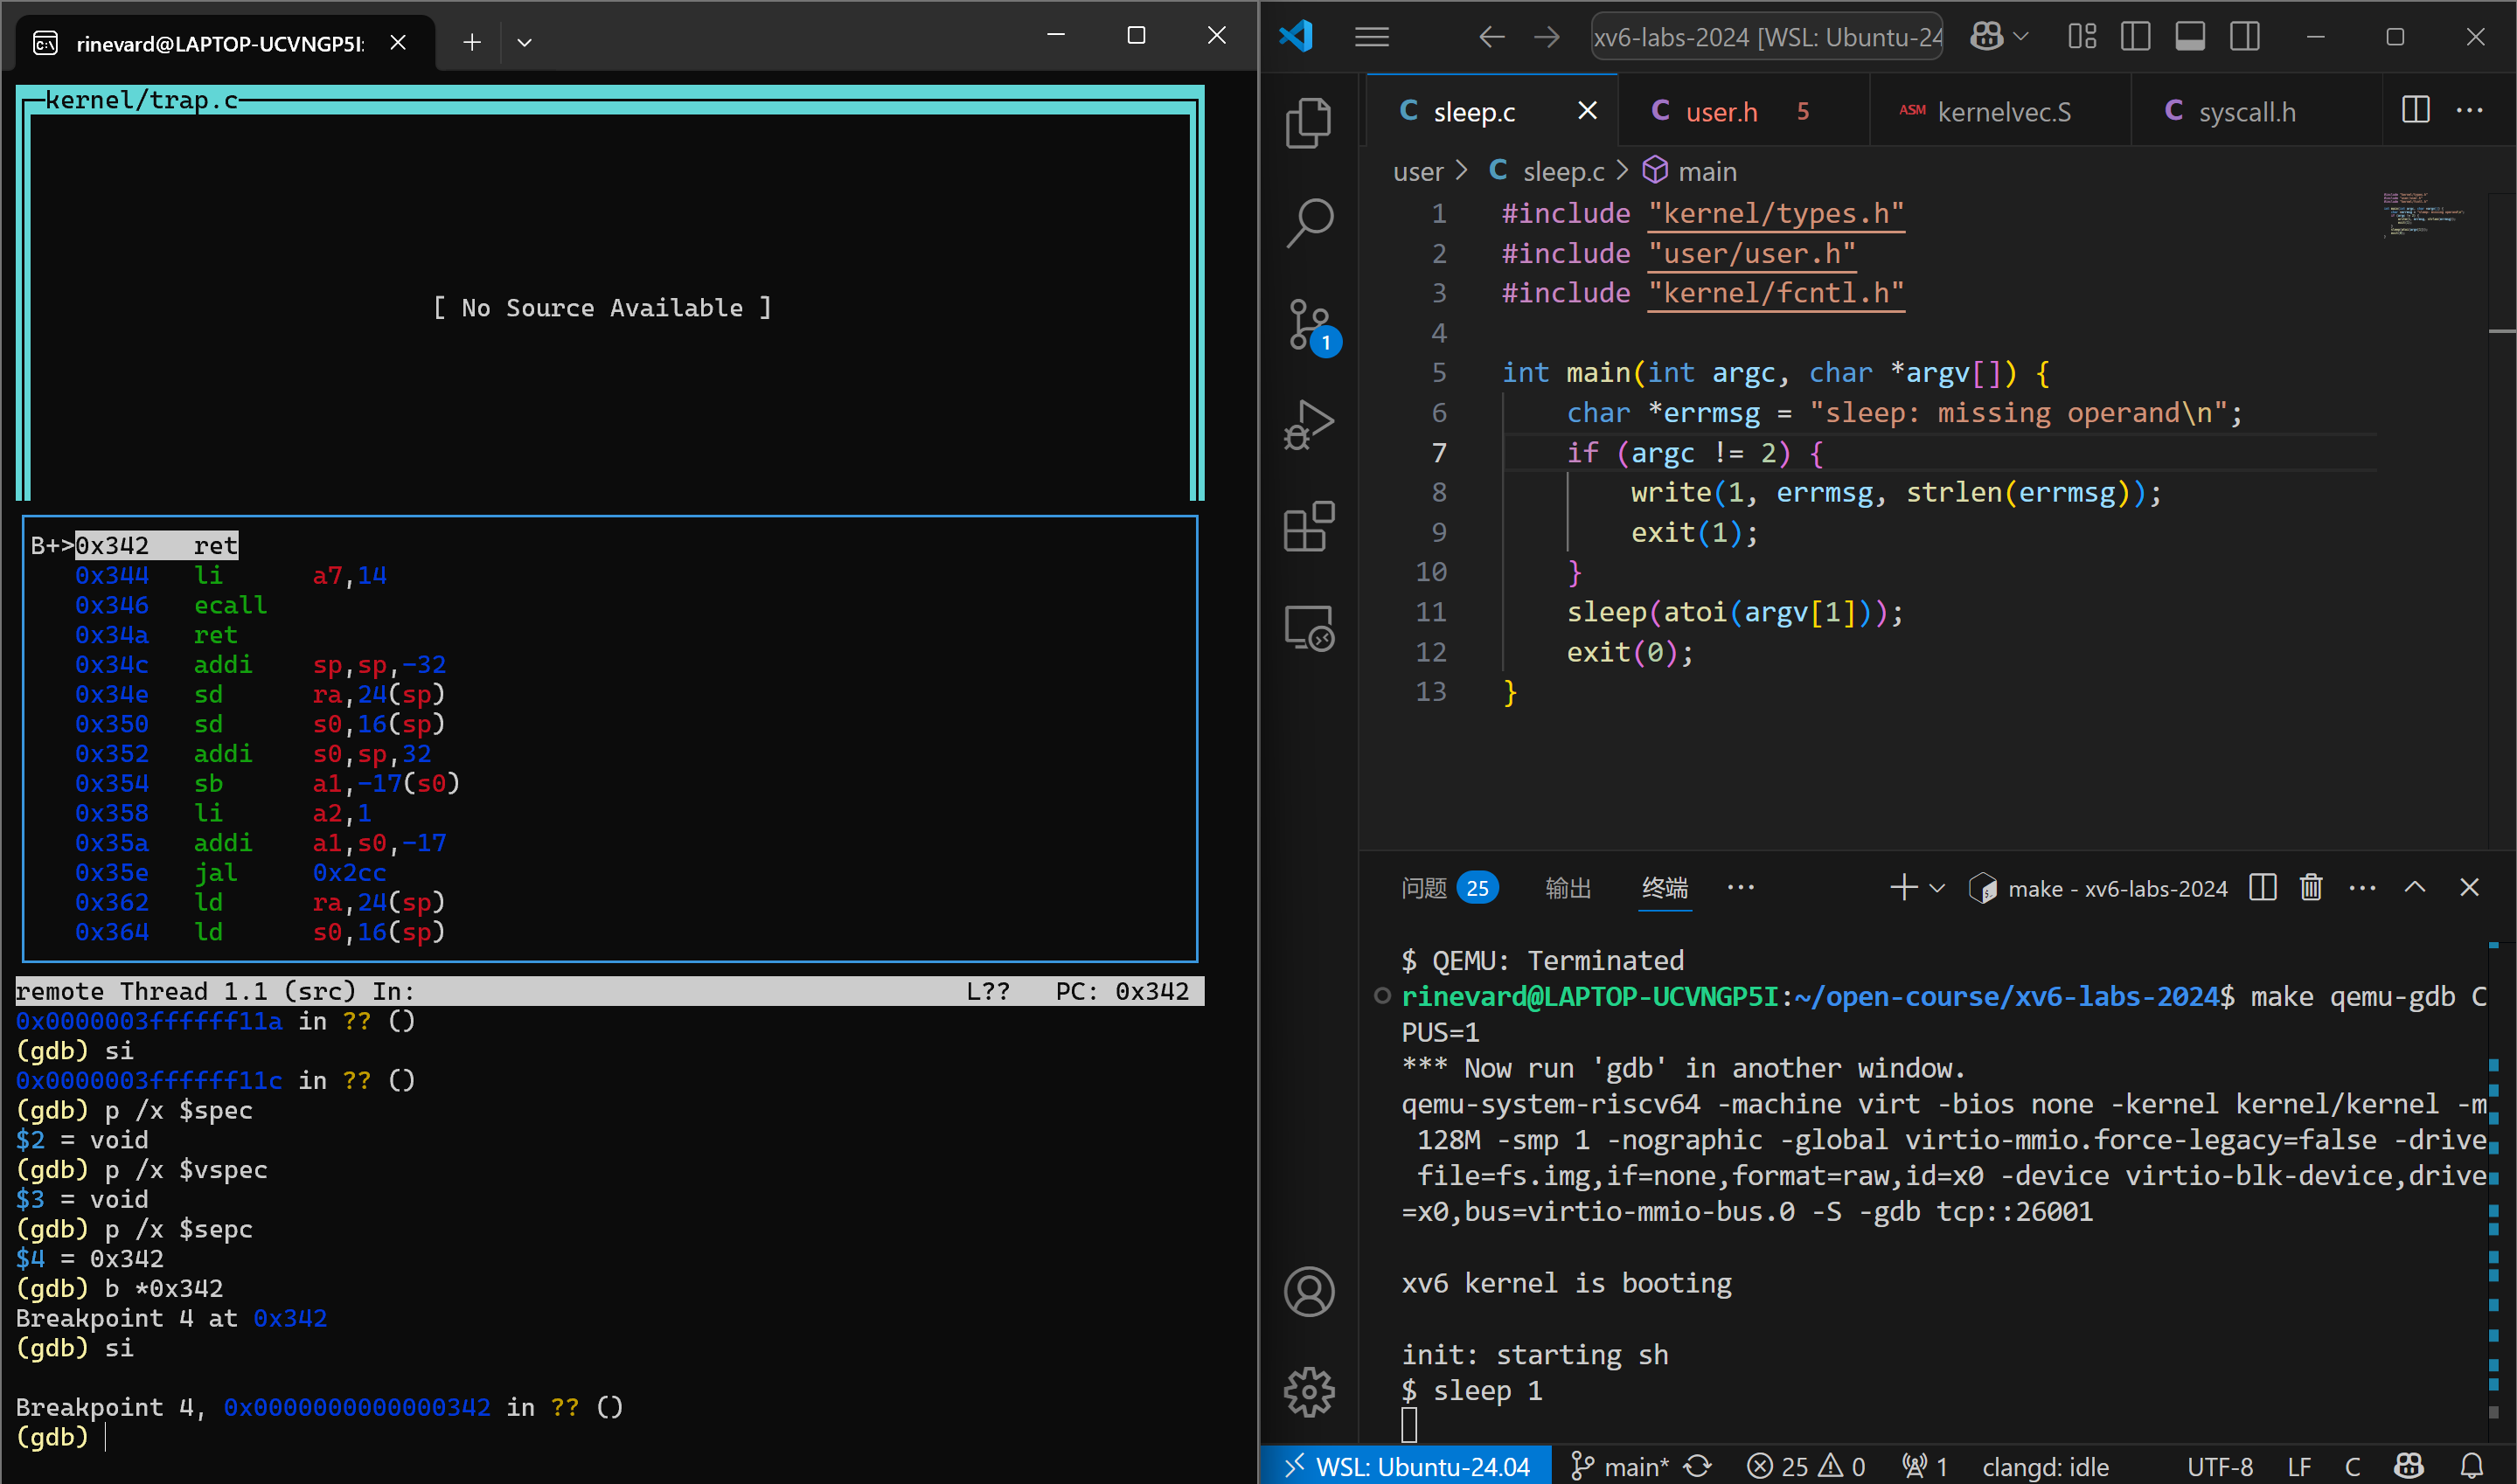 rinevard@LAPTOP-UCVNGP5I:
kernel/trap.c
[ No Source Available ]
B+>0x342 ret
0x344 li a7,14
0x346 ecall
0x34a ret
0x34c addi sp,sp,-32
0x34e sd ra,24(sp)
0x350 sd s0,16(sp)
0x352 addi s0,sp,32
0x354 sb a1,-17(s0)
0x358 li a2,1
0x35a addi a1,s0,-17
0x35e jal 0x2cc
0x362 ld ra,24(sp)
0x364 ld s0,16(sp)
remote Thread 1.1 (src) In: L?? PC: 0x342
0x0000003ffffff11a in ?? ()
(gdb) si
0x0000003ffffff11c in ?? ()
(gdb) p /x $spec
$2 = void
(gdb) p /x $vspec
$3 = void
(gdb) p /x $sepc
$4 = 0x342
(gdb) b *0x342
Breakpoint 4 at 0x342
(gdb) si
Breakpoint 4, 0x0000000000000342 in ?? ()
(gdb)
xv6-labs-2024 [WSL: Ubuntu-24
C sleep.c C user.h 5 ASM kernelvec.S C syscall.h
user > C sleep.c > main
1 #include "kernel/types.h"
2 #include "user/user.h"
3 #include "kernel/fcntl.h"
4
5 int main(int argc, char *argv[]) {
6 char *errmsg = "sleep: missing operand\n";
7 if (argc != 2) {
8 write(1, errmsg, strlen(errmsg));
9 exit(1);
10 }
11 sleep(atoi(argv[1]));
12 exit(0);
13 }
1
问题 25 输出 终端 make - xv6-labs-2024
$ QEMU: Terminated
rinevard@LAPTOP-UCVNGP5I:~/open-course/xv6-labs-2024$ make qemu-gdb C
PUS=1
*** Now run 'gdb' in another window.
qemu-system-riscv64 -machine virt -bios none -kernel kernel/kernel -m
128M -smp 1 -nographic -global virtio-mmio.force-legacy=false -drive
file=fs.img,if=none,format=raw,id=x0 -device virtio-blk-device,drive
=x0,bus=virtio-mmio-bus.0 -S -gdb tcp::26001
xv6 kernel is booting
init: starting sh
$ sleep 1
WSL: Ubuntu-24.04 main* 25 0 1 clangd: idle UTF-8 LF C